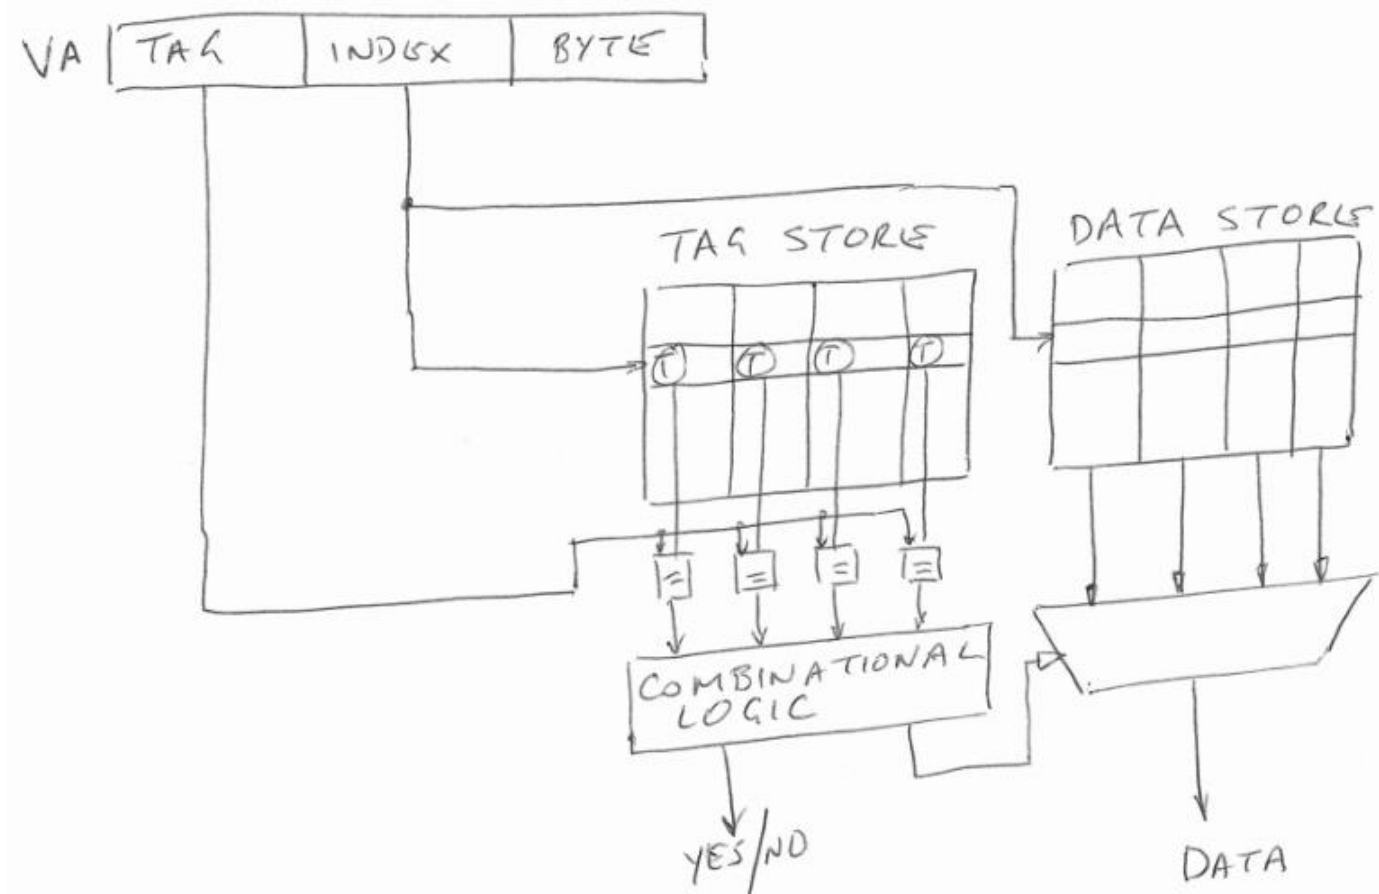 VA TAG INDEX BYTE
TAG STORE
DATA STORE
T T T T
= = = =
COMBINATIONAL
LOGIC
YES/NO
DATA